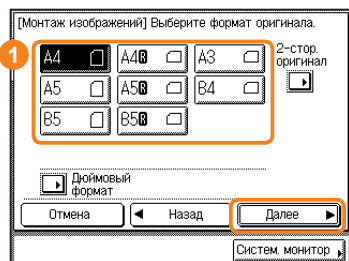 [Монтаж изображений] Выберите формат оригинала.
1
A4 A4R A3 2-стор. оригинал
A5 A5R B4
B5 B5R
Дюймовый
формат
Отмена Назад Далее
Систем. монитор